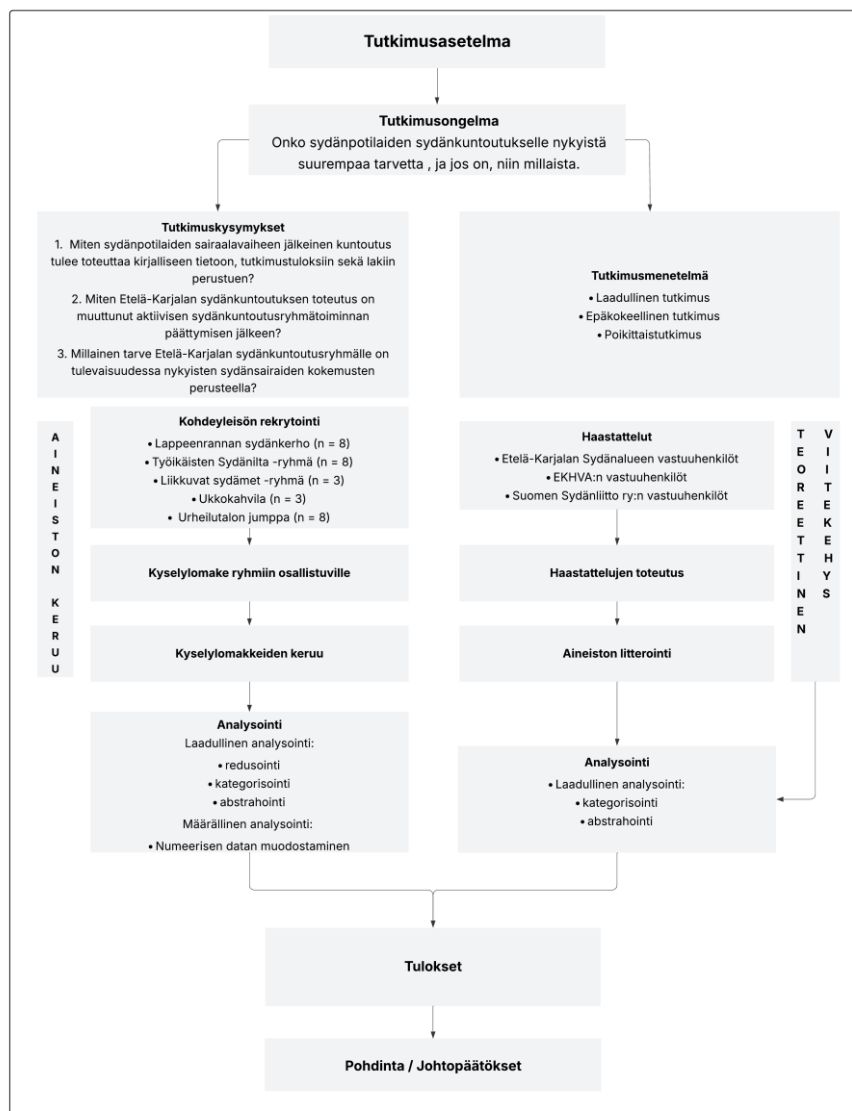 Tutkimusasetelma
Tutkimusongelma
Onko sydänpotilaiden sydänkuntoutukselle nykyistä
suurempaa tarvetta , ja jos on, niin millaista.
Tutkimuskysymykset
1. Miten sydänpotilaiden sairaalavaiheen jälkeinen kuntoutus
tulee toteuttaa kirjalliseen tietoon, tutkimustuloksiin sekä lakiin
perustuen?
2. Miten Etelä-Karjalan sydänkuntoutuksen toteutus on
muuttunut aktiivisen sydänkuntoutusryhmätoiminnan
päättymisen jälkeen?
3. Millainen tarve Etelä-Karjalan sydänkuntoutusryhmälle on
tulevaisuudessa nykyisten sydänsairaiden kokemusten
perusteella?
Tutkimusmenetelmä
• Laadullinen tutkimus
• Epäkokeellinen tutkimus
• Poikittaistutkimus
AINEISTON KERUU
Kohdeyleisön rekrytointi
• Lappeenrannan sydänkerho (n = 8)
• Työikäisten Sydänilta -ryhmä (n = 8)
• Liikkuvat sydämet -ryhmä (n = 3)
• Ukkokahvila (n = 3)
• Urheilutalon jumppa (n = 8)
Kyselylomake ryhmiin osallistuville
Kyselylomakkeiden keruu
Analysointi
Laadullinen analysointi:
• redusointi
• kategorisointi
• abstrahointi
Määrällinen analysointi:
• Numeerisen datan muodostaminen
Haastattelut
• Etelä-Karjalan Sydänalueen vastuuhenkilöt
• EKHVA:n vastuuhenkilöt
• Suomen Sydänliitto ry:n vastuuhenkilöt
Haastattelujen toteutus
Aineiston litterointi
Analysointi
• Laadullinen analysointi:
• kategorisointi
• abstrahointi
TEOREETTINEN
VIITEKEHYS
Tulokset
Pohdinta / Johtopäätökset